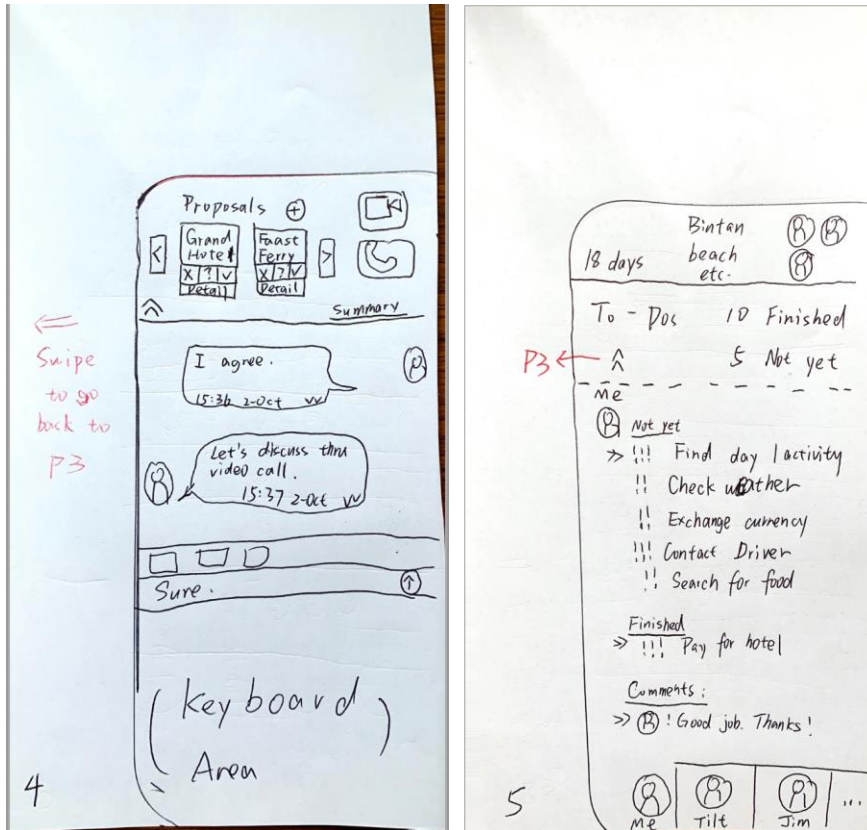 Proposals +
< Grand Hotel Faast Ferry >
X ? V X ? V
Detail Detail
Summary
I agree.
15:36 2-Oct vv
Let's discuss thru
video call.
15:37 2-Oct vv
Sure.
(Keyboard
Area)
Swipe
to go
back to
P3
4
Bintan
18 days beach
etc.
To-Dos 10 Finished
P3 5 Not yet
Me
Not yet
>> !!! Find day 1 activity
!! Check weather
!! Exchange currency
!!! Contact Driver
!! Search for food
Finished
>> !!! Pay for hotel
Comments:
>> ! Good job. Thanks!
Me Tilt Jim ...
5